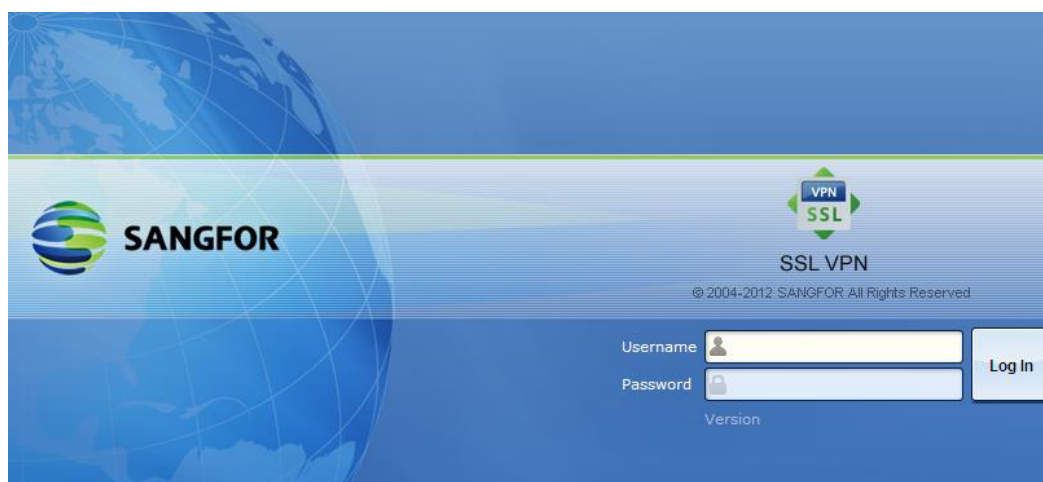 VPN
SSL
SANGFOR
SSL VPN
© 2004-2012 SANGFOR All Rights Reserved
Username
Log In
Password
Version